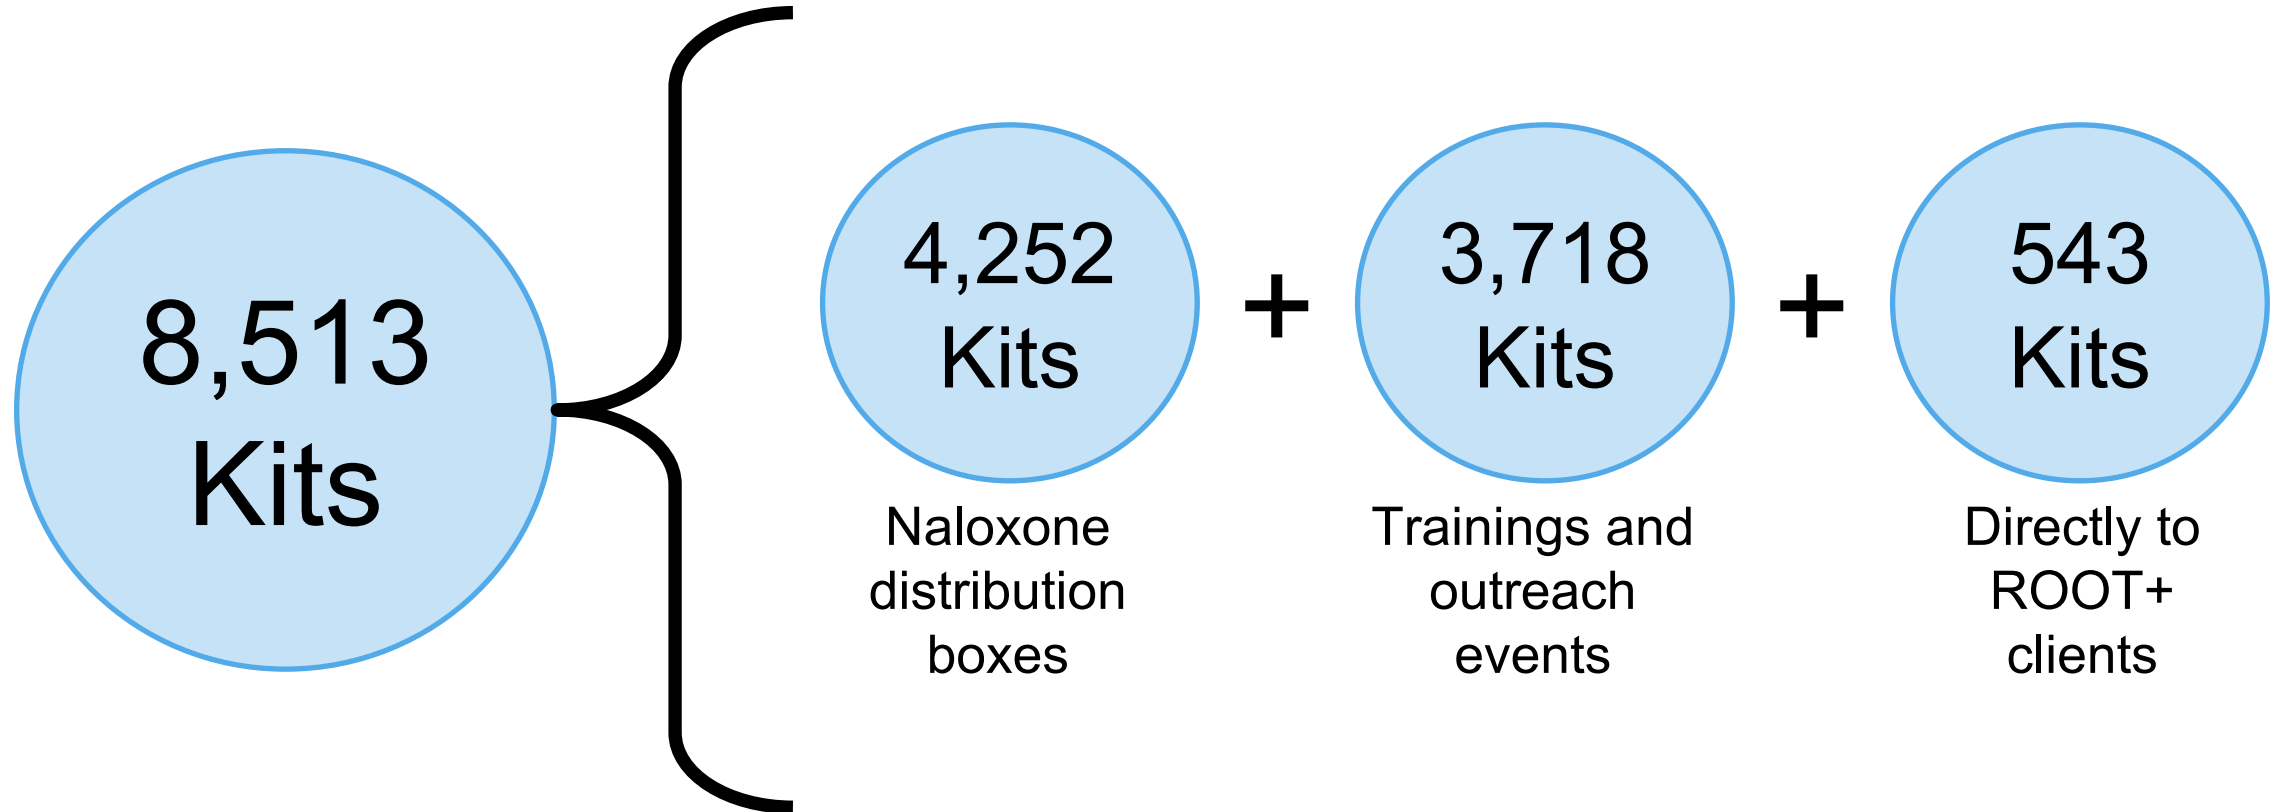 8,513
Kits
4,252
Kits
Naloxone
distribution
boxes
+
3,718
Kits
Trainings and
outreach
events
+
543
Kits
Directly to
ROOT+
clients